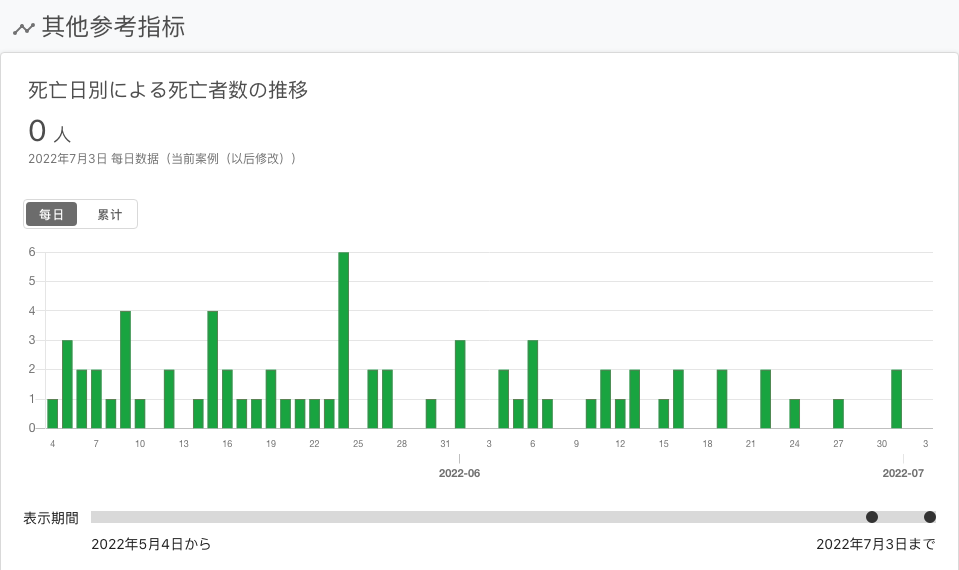 其他参考指标
死亡日別による死亡者数の推移
0 人
2022年7月3日 每日数据（当前案例（以后修改））
每日 累计
6
5
4
3
2
1
0
4 7 10 13 16 19 22 25 28 31 3 6 9 12 15 18 21 24 27 30 3
2022-06 2022-07
表示期間
2022年5月4日から 2022年7月3日まで